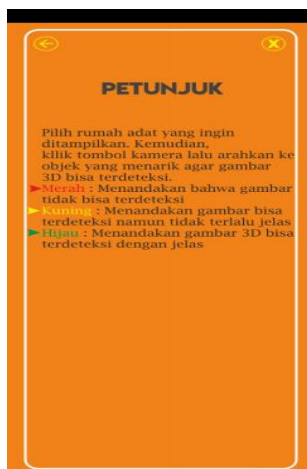 PETUNJUK
Pilih rumah adat yang ingin
ditampilkan. Kemudian,
kllik tombol kamera lalu arahkan ke
objek yang menarik agar gambar
3D bisa terdeteksi.
Merah : Menandakan bahwa gambar
tidak bisa terdeteksi
Kuning : Menandakan gambar bisa
terdeteksi namun tidak terlalu jelas
Hijau : Menandakan gambar 3D bisa
terdeteksi dengan jelas